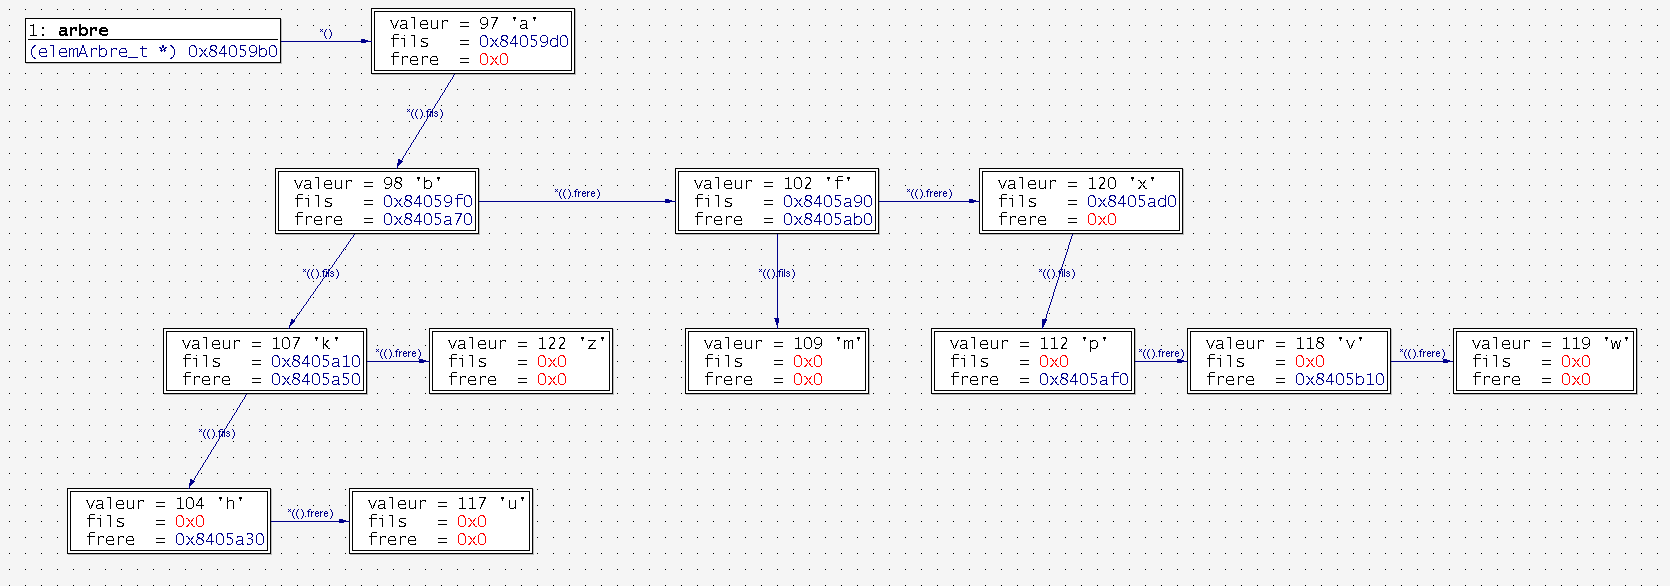 1: arbre
(elemArbre_t *) 0x84059b0
*()
valeur = 97 'a'
fils = 0x84059d0
frere = 0x0
*(().fils)
valeur = 98 'b'
fils = 0x84059f0
frere = 0x8405a70
*(().frere)
valeur = 102 'f'
fils = 0x8405a90
frere = 0x8405ab0
*(().frere)
valeur = 120 'x'
fils = 0x8405ad0
frere = 0x0
*(().fils)
*(().fils)
*(().fils)
valeur = 107 'k'
fils = 0x8405a10
frere = 0x8405a50
*(().frere)
valeur = 122 'z'
fils = 0x0
frere = 0x0
valeur = 109 'm'
fils = 0x0
frere = 0x0
valeur = 112 'p'
fils = 0x0
frere = 0x8405af0
*(().frere)
valeur = 118 'v'
fils = 0x0
frere = 0x8405b10
*(().frere)
valeur = 119 'w'
fils = 0x0
frere = 0x0
*(().fils)
valeur = 104 'h'
fils = 0x0
frere = 0x8405a30
*(().frere)
valeur = 117 'u'
fils = 0x0
frere = 0x0